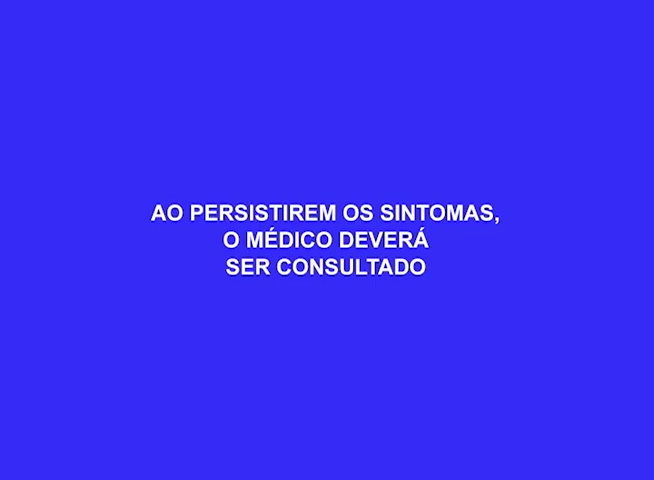 AO PERSISTIREM OS SINTOMAS,
O MÉDICO DEVERÁ
SER CONSULTADO